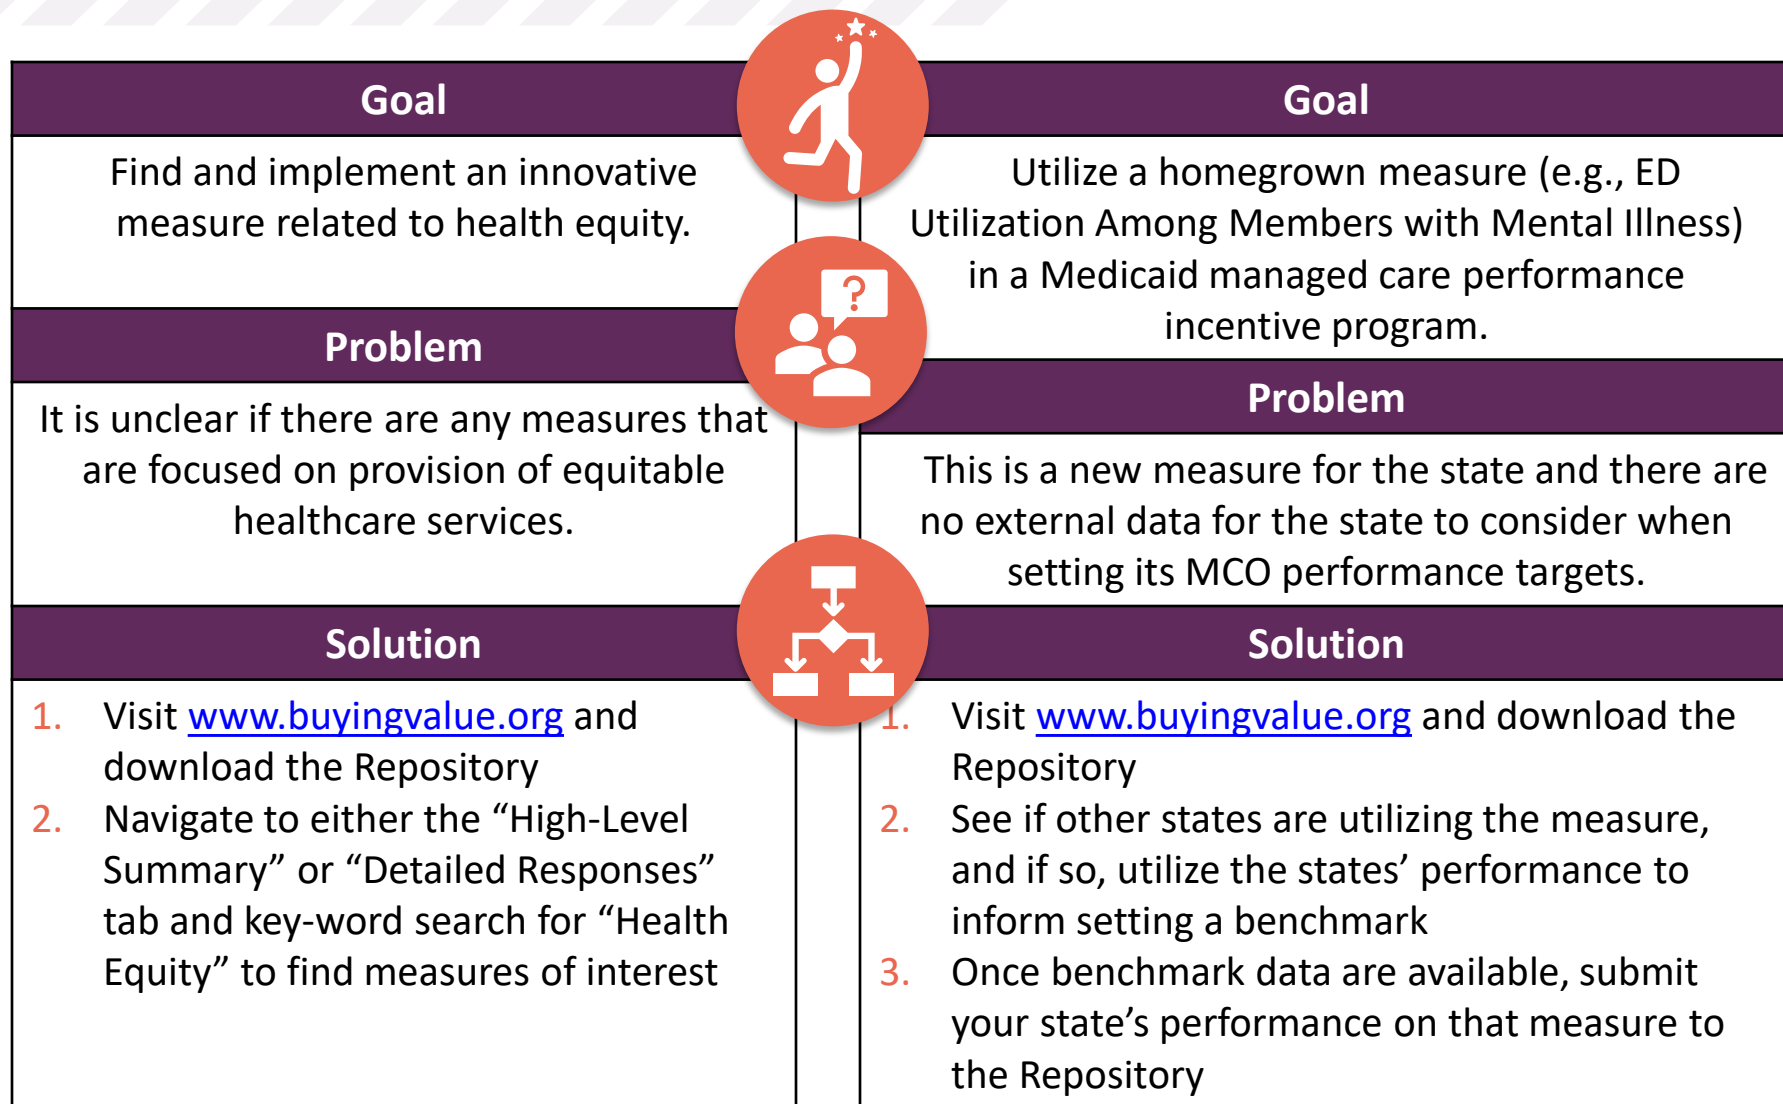 Goal
Find and implement an innovative
measure related to health equity.
Problem
It is unclear if there are any measures that
are focused on provision of equitable
healthcare services.
Solution
1. Visit www.buyingvalue.org and
download the Repository
2. Navigate to either the “High-Level
Summary” or “Detailed Responses”
tab and key-word search for “Health
Equity” to find measures of interest
Goal
Utilize a homegrown measure (e.g., ED
Utilization Among Members with Mental Illness)
in a Medicaid managed care performance
incentive program.
Problem
This is a new measure for the state and there are
no external data for the state to consider when
setting its MCO performance targets.
Solution
1. Visit www.buyingvalue.org and download the
Repository
2. See if other states are utilizing the measure,
and if so, utilize the states’ performance to
inform setting a benchmark
3. Once benchmark data are available, submit
your state’s performance on that measure to
the Repository
?